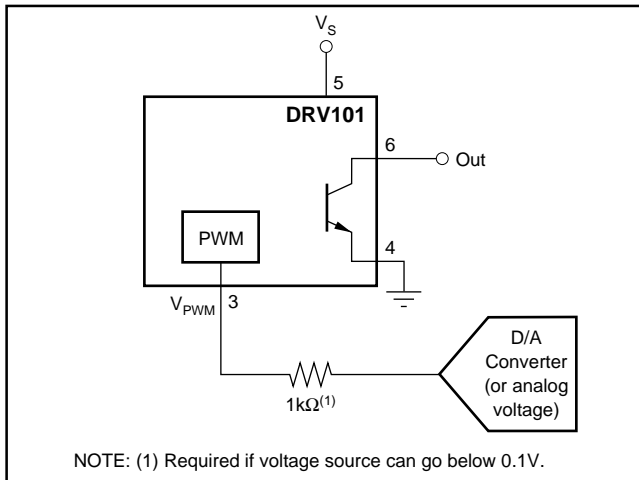 V_S
5
DRV101
6
Out
PWM
4
V_PWM 3
D/A
Converter
(or analog
voltage)
1kΩ(1)
NOTE: (1) Required if voltage source can go below 0.1V.